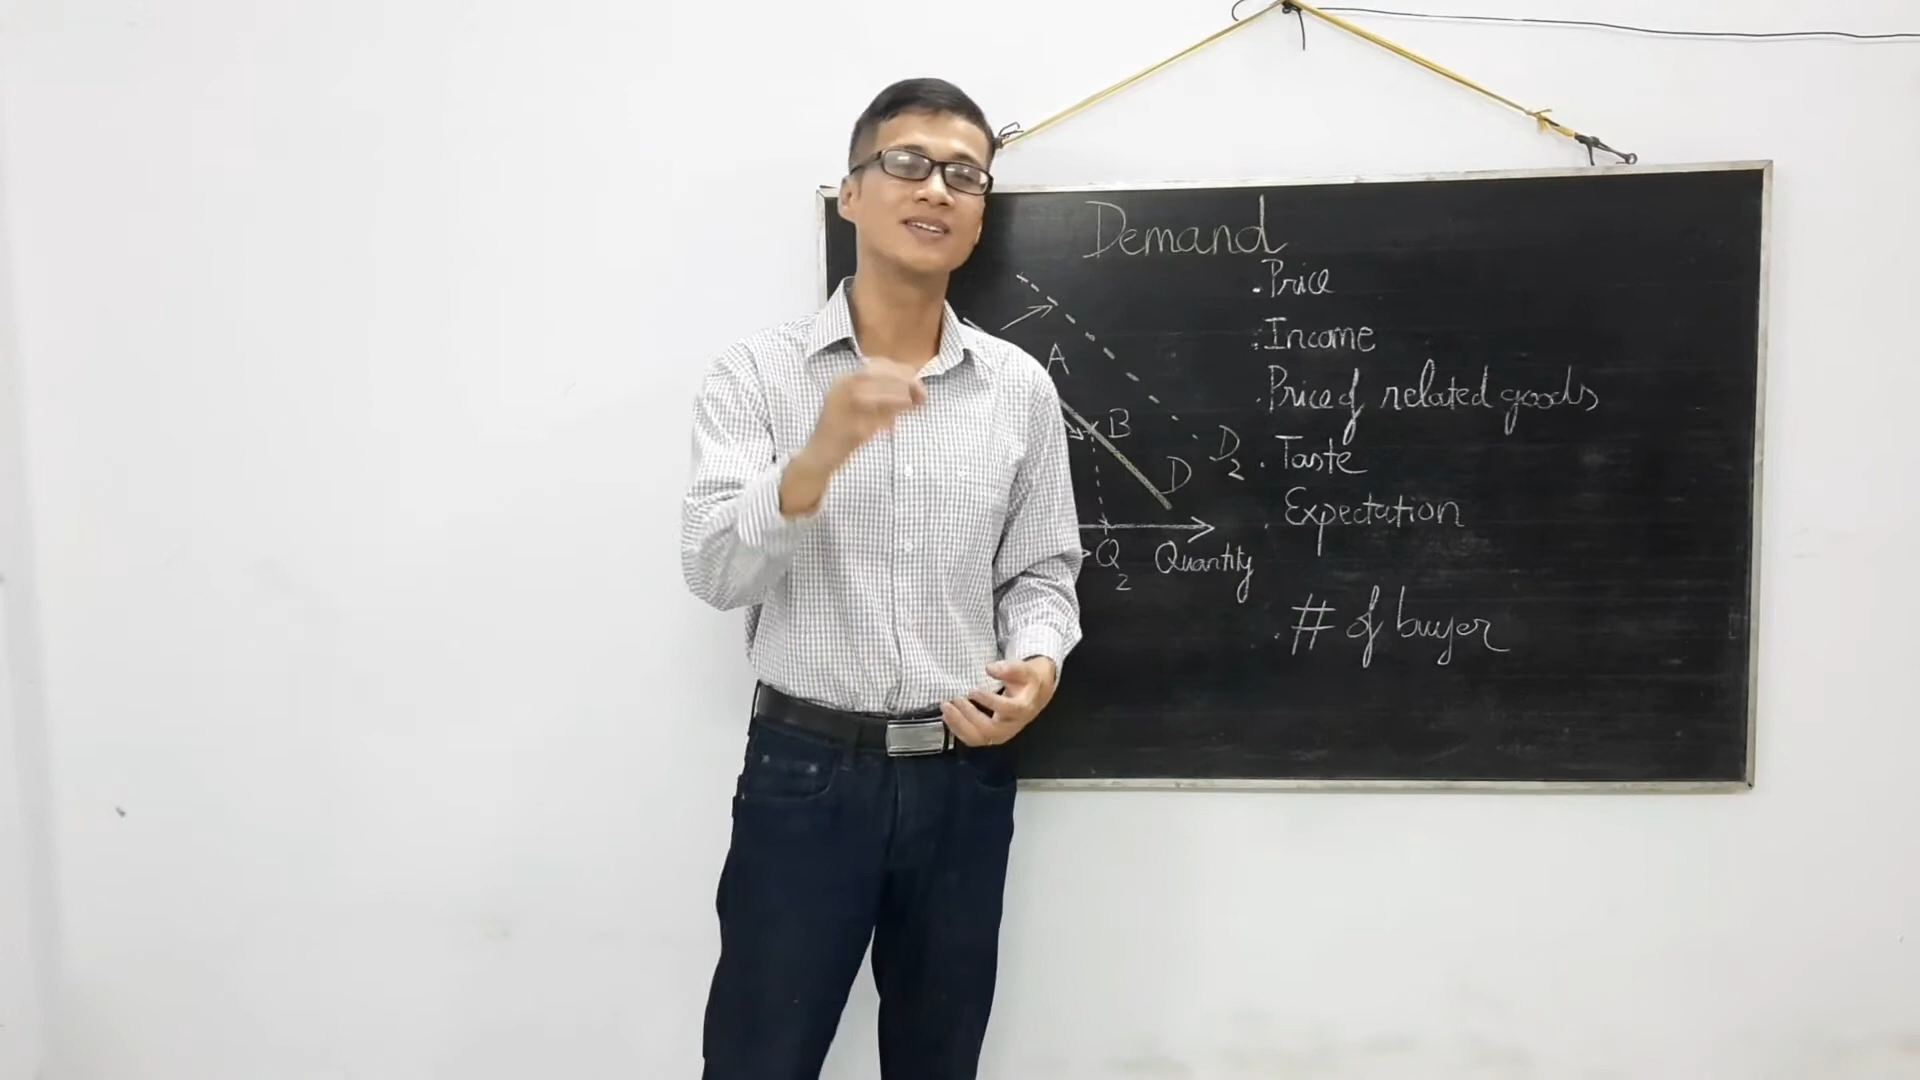 Demand
. Price
. Income
. Price of related goods
. Taste
. Expectation
. # of buyer
A
B
D
D2
Q2
Quantity